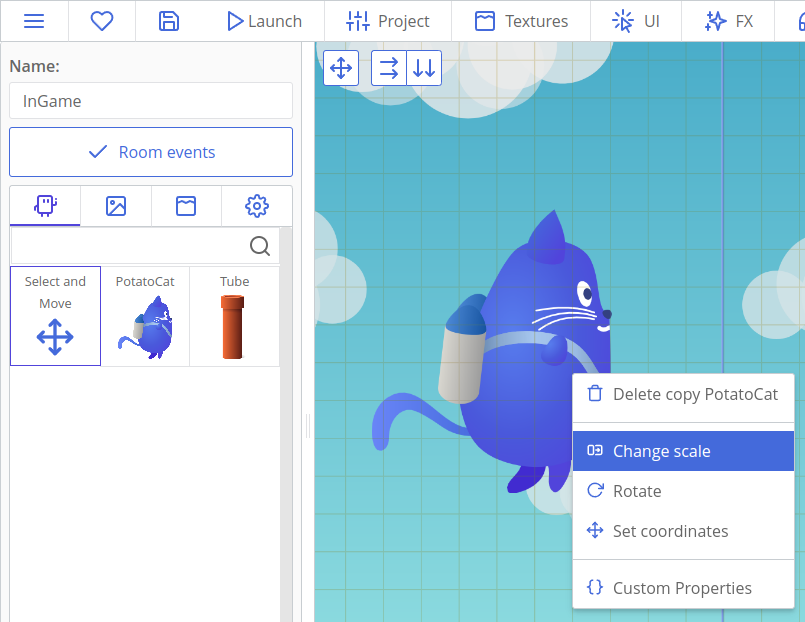 Launch
Project
Textures
UI
FX
Name:
InGame
Room events
Select and
Move
PotatoCat
Tube
Delete copy PotatoCat
Change scale
Rotate
Set coordinates
Custom Properties